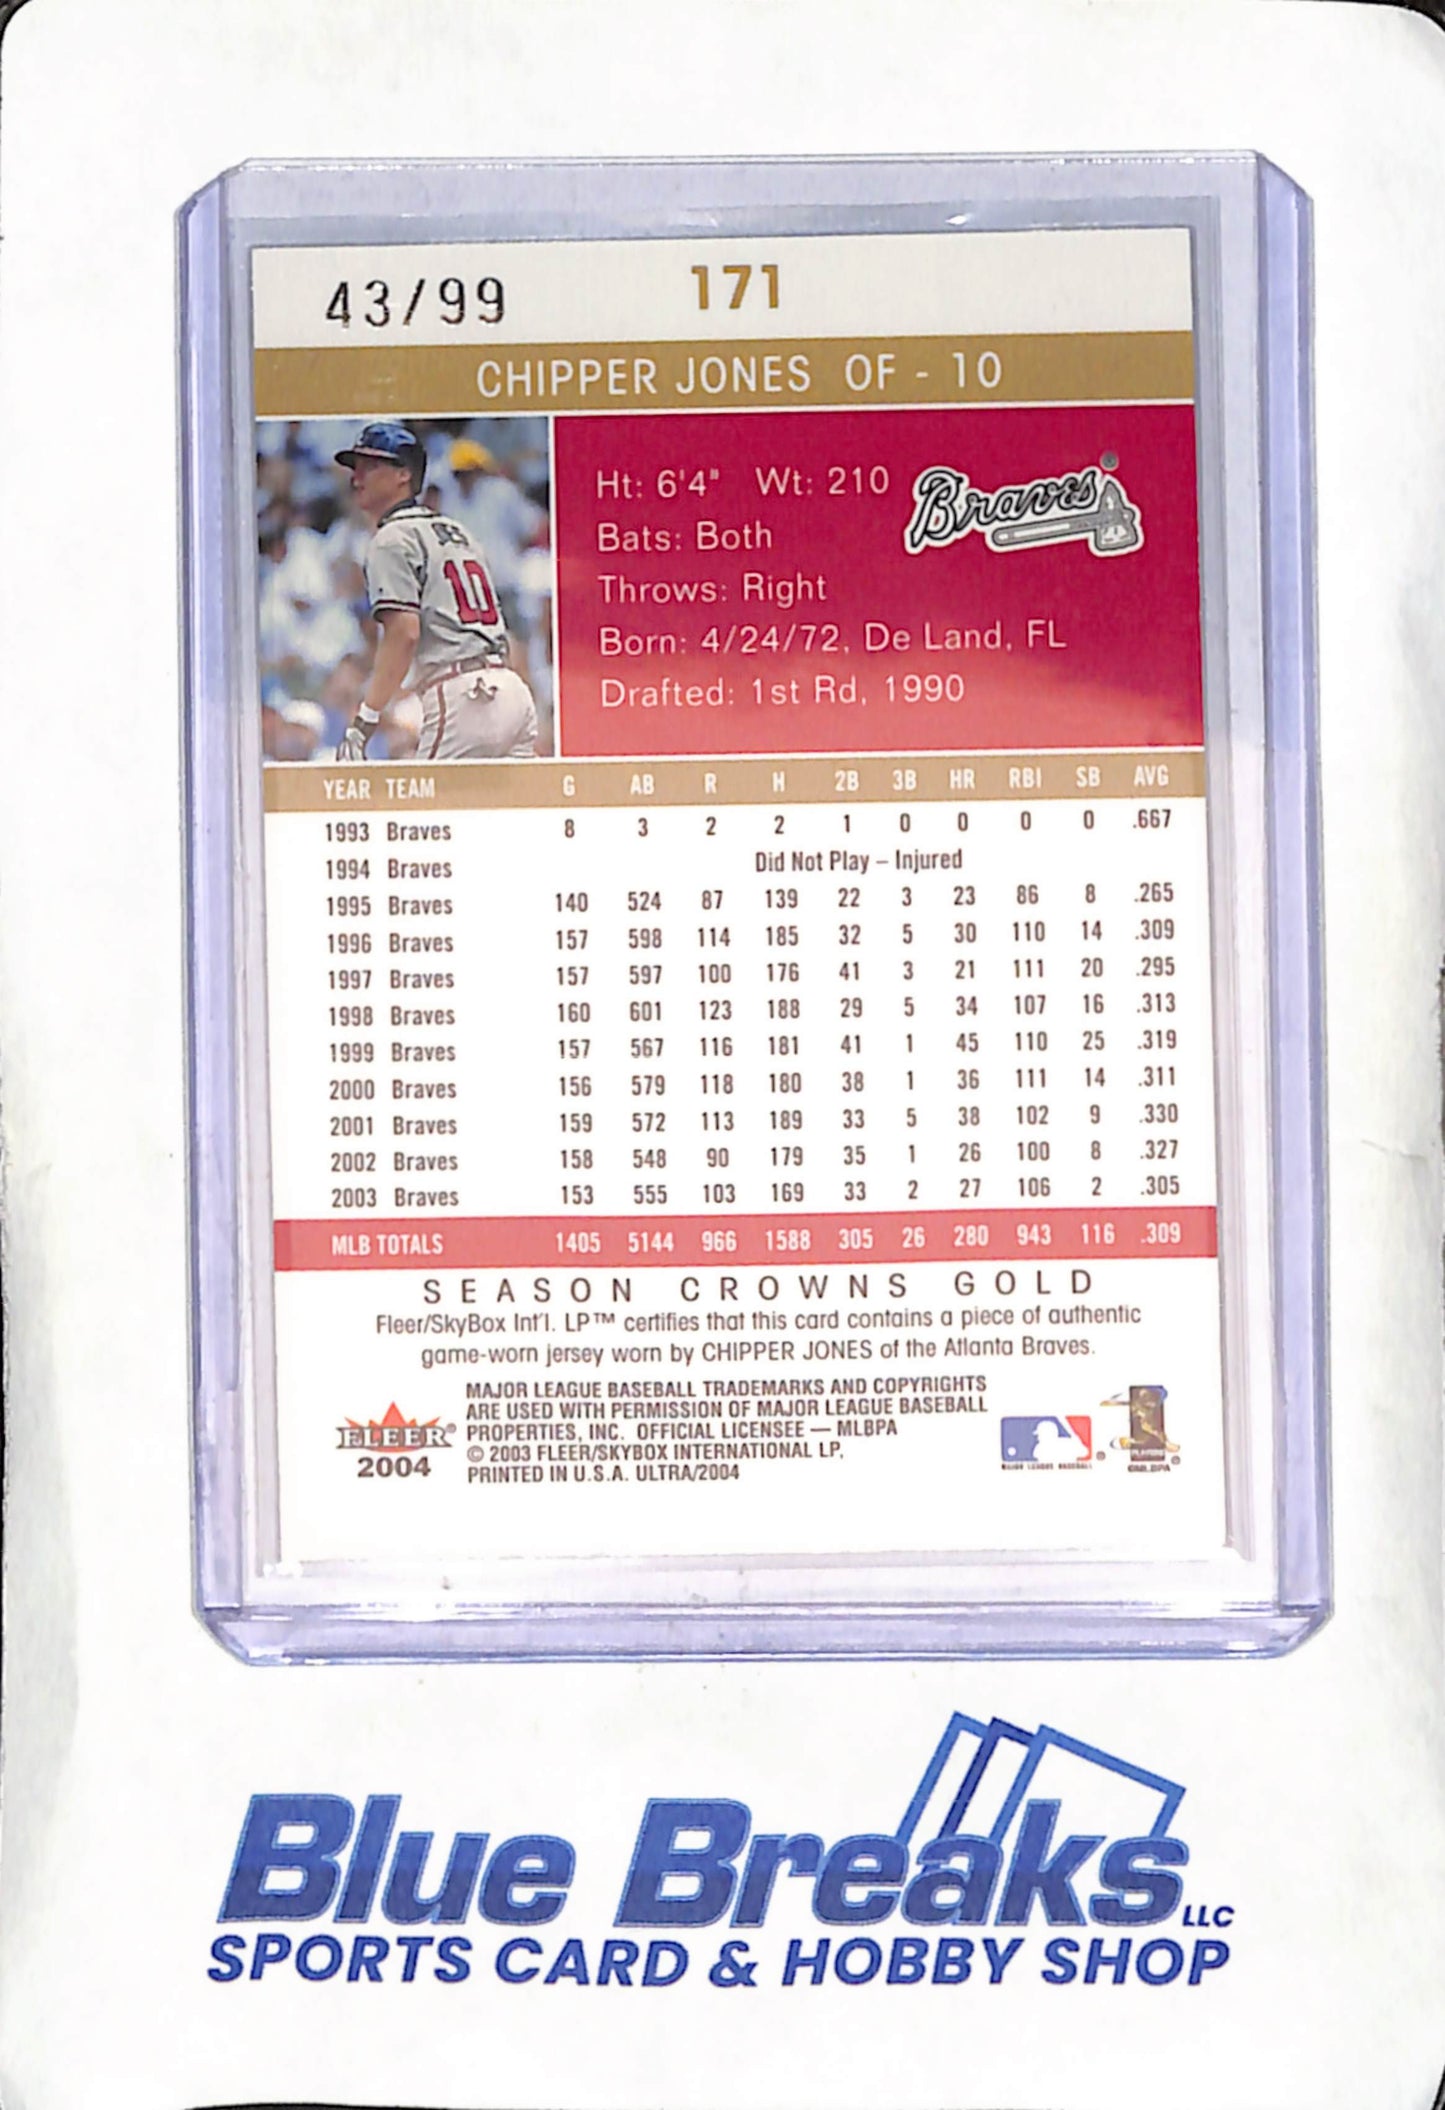 43/99 171
CHIPPER JONES OF - 10
Ht: 6'4" Wt: 210
Braves®
Bats: Both
Throws: Right
Born: 4/24/72, De Land, FL
Drafted: 1st Rd, 1990
10
YEAR TEAM G AB R H 2B 3B HR RBI SB AVG
1993 Braves 8 3 2 2 1 0 0 0 0 .667
1994 Braves Did Not Play – Injured
1995 Braves 140 524 87 139 22 3 23 86 8 .265
1996 Braves 157 598 114 185 32 5 30 110 14 .309
1997 Braves 157 597 100 176 41 3 21 111 20 .295
1998 Braves 160 601 123 188 29 5 34 107 16 .313
1999 Braves 157 567 116 181 41 1 45 110 25 .319
2000 Braves 156 579 118 180 38 1 36 111 14 .311
2001 Braves 159 572 113 189 33 5 38 102 9 .330
2002 Braves 158 548 90 179 35 1 26 100 8 .327
2003 Braves 153 555 103 169 33 2 27 106 2 .305
MLB TOTALS 1405 5144 966 1588 305 26 280 943 116 .309
SEASON CROWNS GOLD
Fleer/SkyBox Int'l. LP™ certifies that this card contains a piece of authentic
game-worn jersey worn by CHIPPER JONES of the Atlanta Braves.
FLEER®
2004
MAJOR LEAGUE BASEBALL TRADEMARKS AND COPYRIGHTS
ARE USED WITH PERMISSION OF MAJOR LEAGUE BASEBALL
PROPERTIES, INC. OFFICIAL LICENSEE — MLBPA
© 2003 FLEER/SKYBOX INTERNATIONAL LP,
PRINTED IN U.S.A. ULTRA/2004
MAJOR LEAGUE BASEBALL
©MLBPA
Blue Breaks LLC
SPORTS CARD & HOBBY SHOP